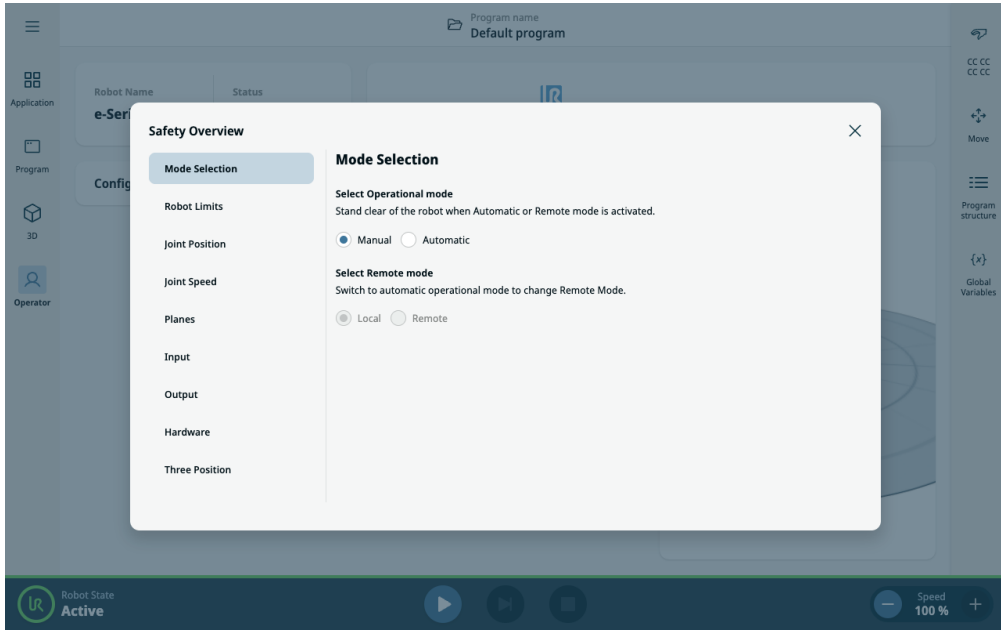 Program name
Default program
Application
Program
3D
Operator
Robot Name
Status
e-Seri
Config
Safety Overview
Mode Selection
Robot Limits
Joint Position
Joint Speed
Planes
Input
Output
Hardware
Three Position
Mode Selection
Select Operational mode
Stand clear of the robot when Automatic or Remote mode is activated.
Manual
Automatic
Select Remote mode
Switch to automatic operational mode to change Remote Mode.
Local
Remote
CC CC
CC CC
Move
Program
structure
{x}
Global
Variables
UR
Robot State
Active
Speed
100 %